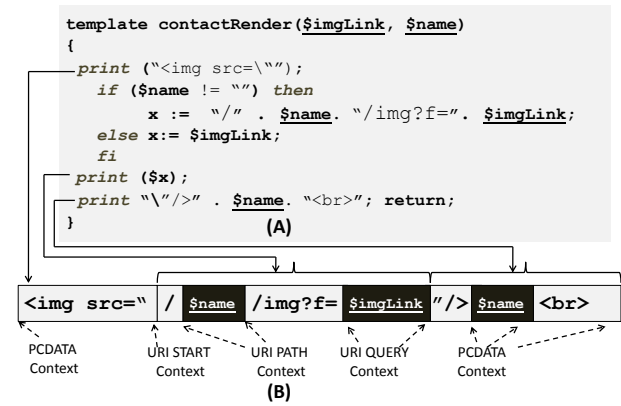 template contactRender($imgLink, $name)
{
print (“<img src=\“”);
if ($name != “”) then
x := “/” . $name. “/img?f=”. $imgLink;
else x:= $imgLink;
fi
print ($x);
print “\”/>” . $name. “<br>”; return;
}
(A)
<img src=“ / $name /img?f= $imgLink ”/> $name <br>
PCDATA Context
URI START Context
URI PATH Context
URI QUERY Context
PCDATA Context
(B)